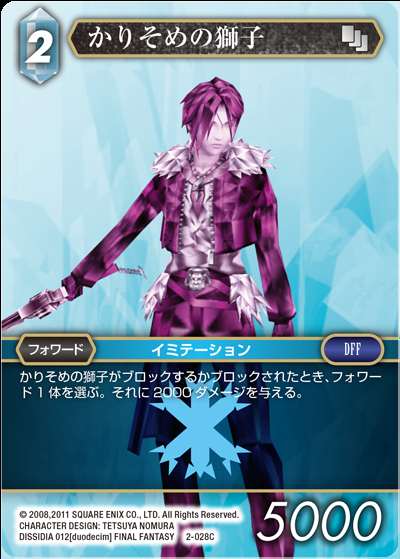 2
かりそめの獅子
フォワード
イミテーション
DFF
かりそめの獅子がブロックするかブロックされたとき、フォワー
ド1体を選ぶ。それに2000ダメージを与える。
© 2008,2011 SQUARE ENIX CO., LTD. All Rights Reserved.
CHARACTER DESIGN: TETSUYA NOMURA
DISSIDIA 012[duodecim] FINAL FANTASY 2-028C
5000